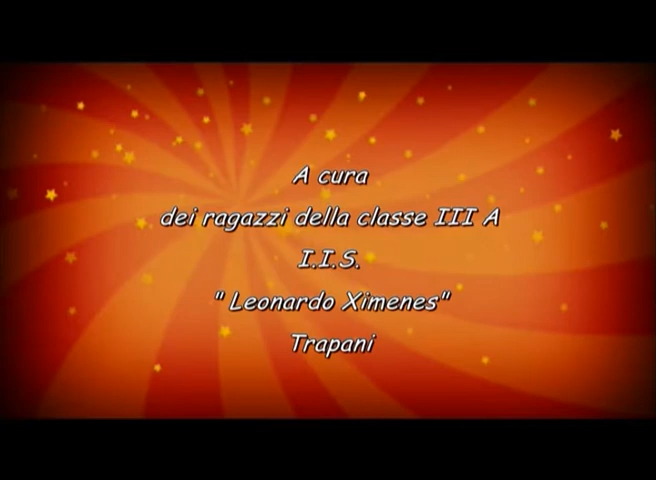 A cura
dei ragazzi della classe III A
I.I.S.
" Leonardo Ximenes"
Trapani